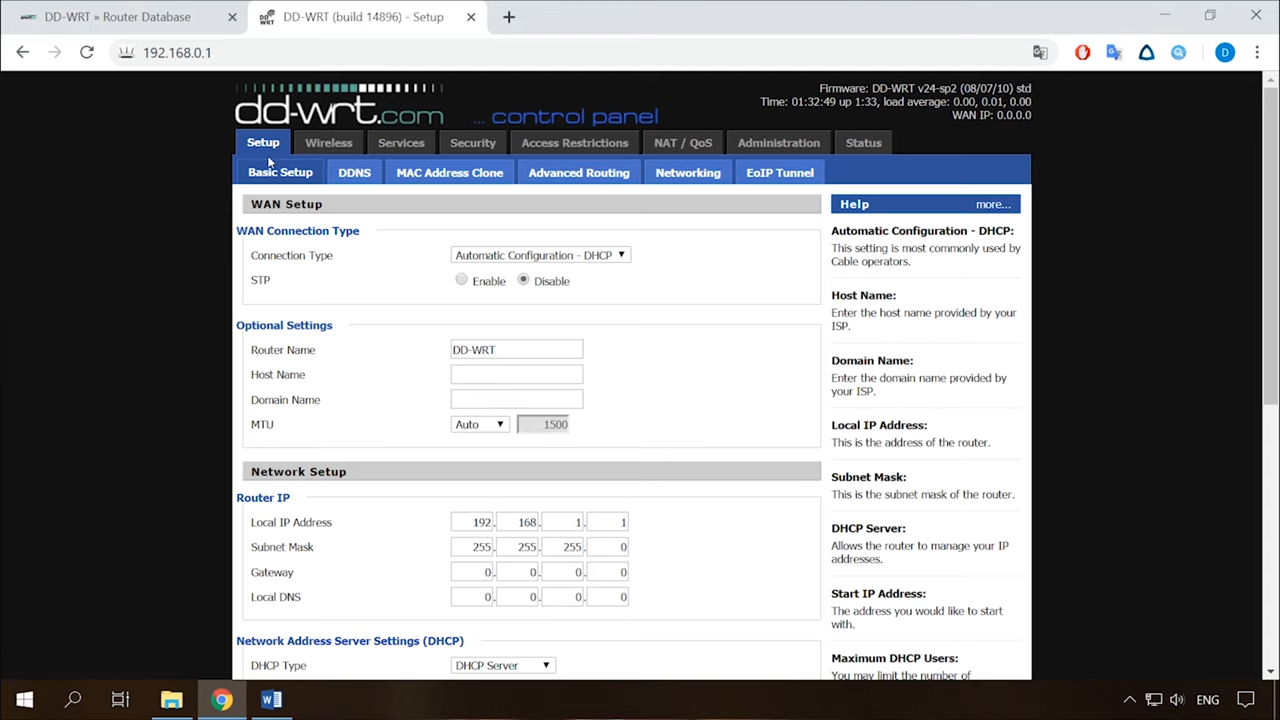 DD-WRT » Router Database
DD-WRT (build 14896) - Setup
192.168.0.1
D
dd-wrt.com
... control panel
Firmware: DD-WRT v24-sp2 (08/07/10) std
Time: 01:32:49 up 1:33, load average: 0.00, 0.01, 0.00
WAN IP: 0.0.0.0
Setup Wireless Services Security Access Restrictions NAT / QoS Administration Status
Basic Setup DDNS MAC Address Clone Advanced Routing Networking EoIP Tunnel
WAN Setup
WAN Connection Type
Connection Type Automatic Configuration - DHCP
STP Enable Disable
Optional Settings
Router Name DD-WRT
Host Name
Domain Name
MTU Auto 1500
Network Setup
Router IP
Local IP Address 192. 168. 1. 1
Subnet Mask 255. 255. 255. 0
Gateway 0. 0. 0. 0
Local DNS 0. 0. 0. 0
Network Address Server Settings (DHCP)
DHCP Type DHCP Server
Help more...
Automatic Configuration - DHCP:
This setting is most commonly used by
Cable operators.
Host Name:
Enter the host name provided by your
ISP.
Domain Name:
Enter the domain name provided by
your ISP.
Local IP Address:
This is the address of the router.
Subnet Mask:
This is the subnet mask of the router.
DHCP Server:
Allows the router to manage your IP
addresses.
Start IP Address:
The address you would like to start
with.
Maximum DHCP Users:
You may limit the number of
ENG